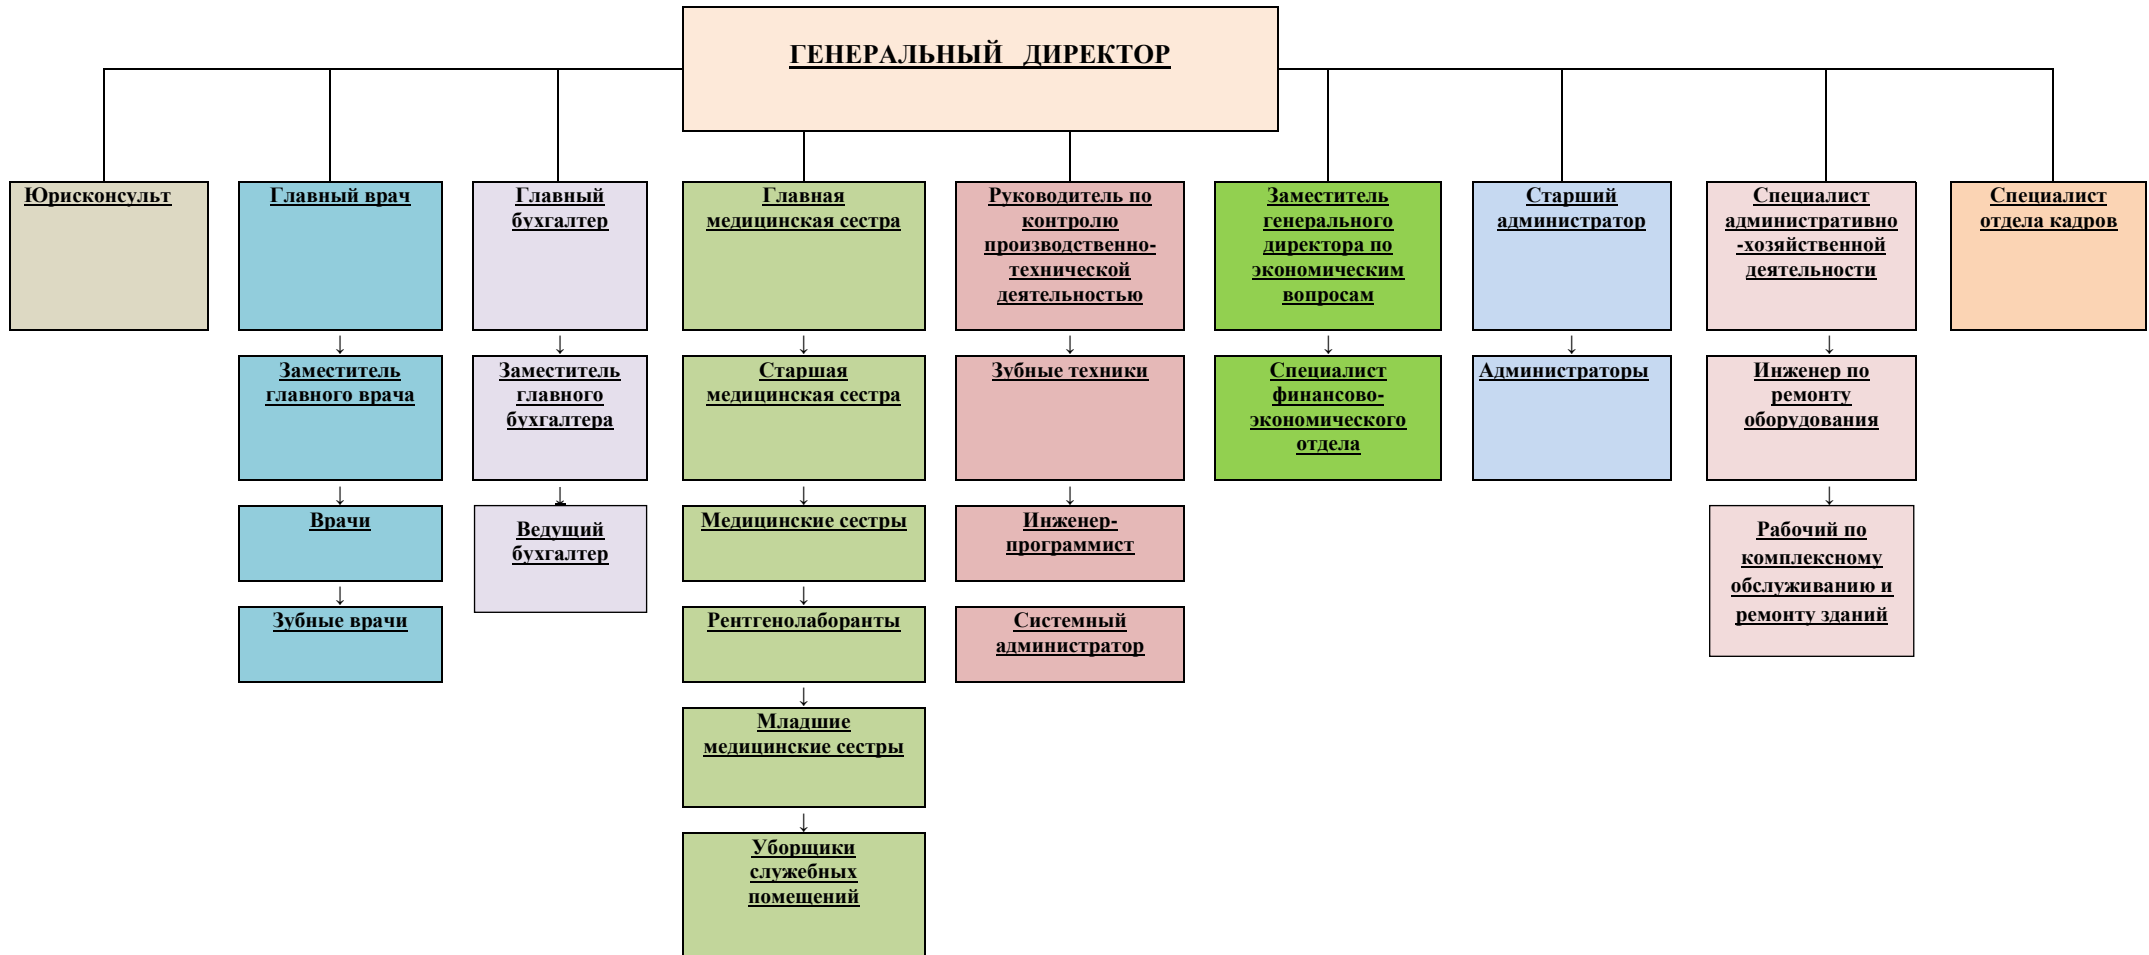 ГЕНЕРАЛЬНЫЙ ДИРЕКТОР
Юрисконсульт
Главный врач
Главный
бухгалтер
Главная
медицинская сестра
Руководитель по
контролю
производственно-
технической
деятельностью
Заместитель
генерального
директора по
экономическим
вопросам
Старший
администратор
Специалист
административно
-хозяйственной
деятельности
Специалист
отдела кадров
Заместитель
главного врача
Заместитель
главного
бухгалтера
Старшая
медицинская сестра
Зубные техники
Специалист
финансово-
экономического
отдела
Администраторы
Инженер по
ремонту
оборудования
Врачи
Ведущий
бухгалтер
Медицинские сестры
Инженер-
программист
Рабочий по
комплексному
обслуживанию и
ремонту зданий
Зубные врачи
Рентгенолаборанты
Системный
администратор
Младшие
медицинские сестры
Уборщики
служебных
помещений